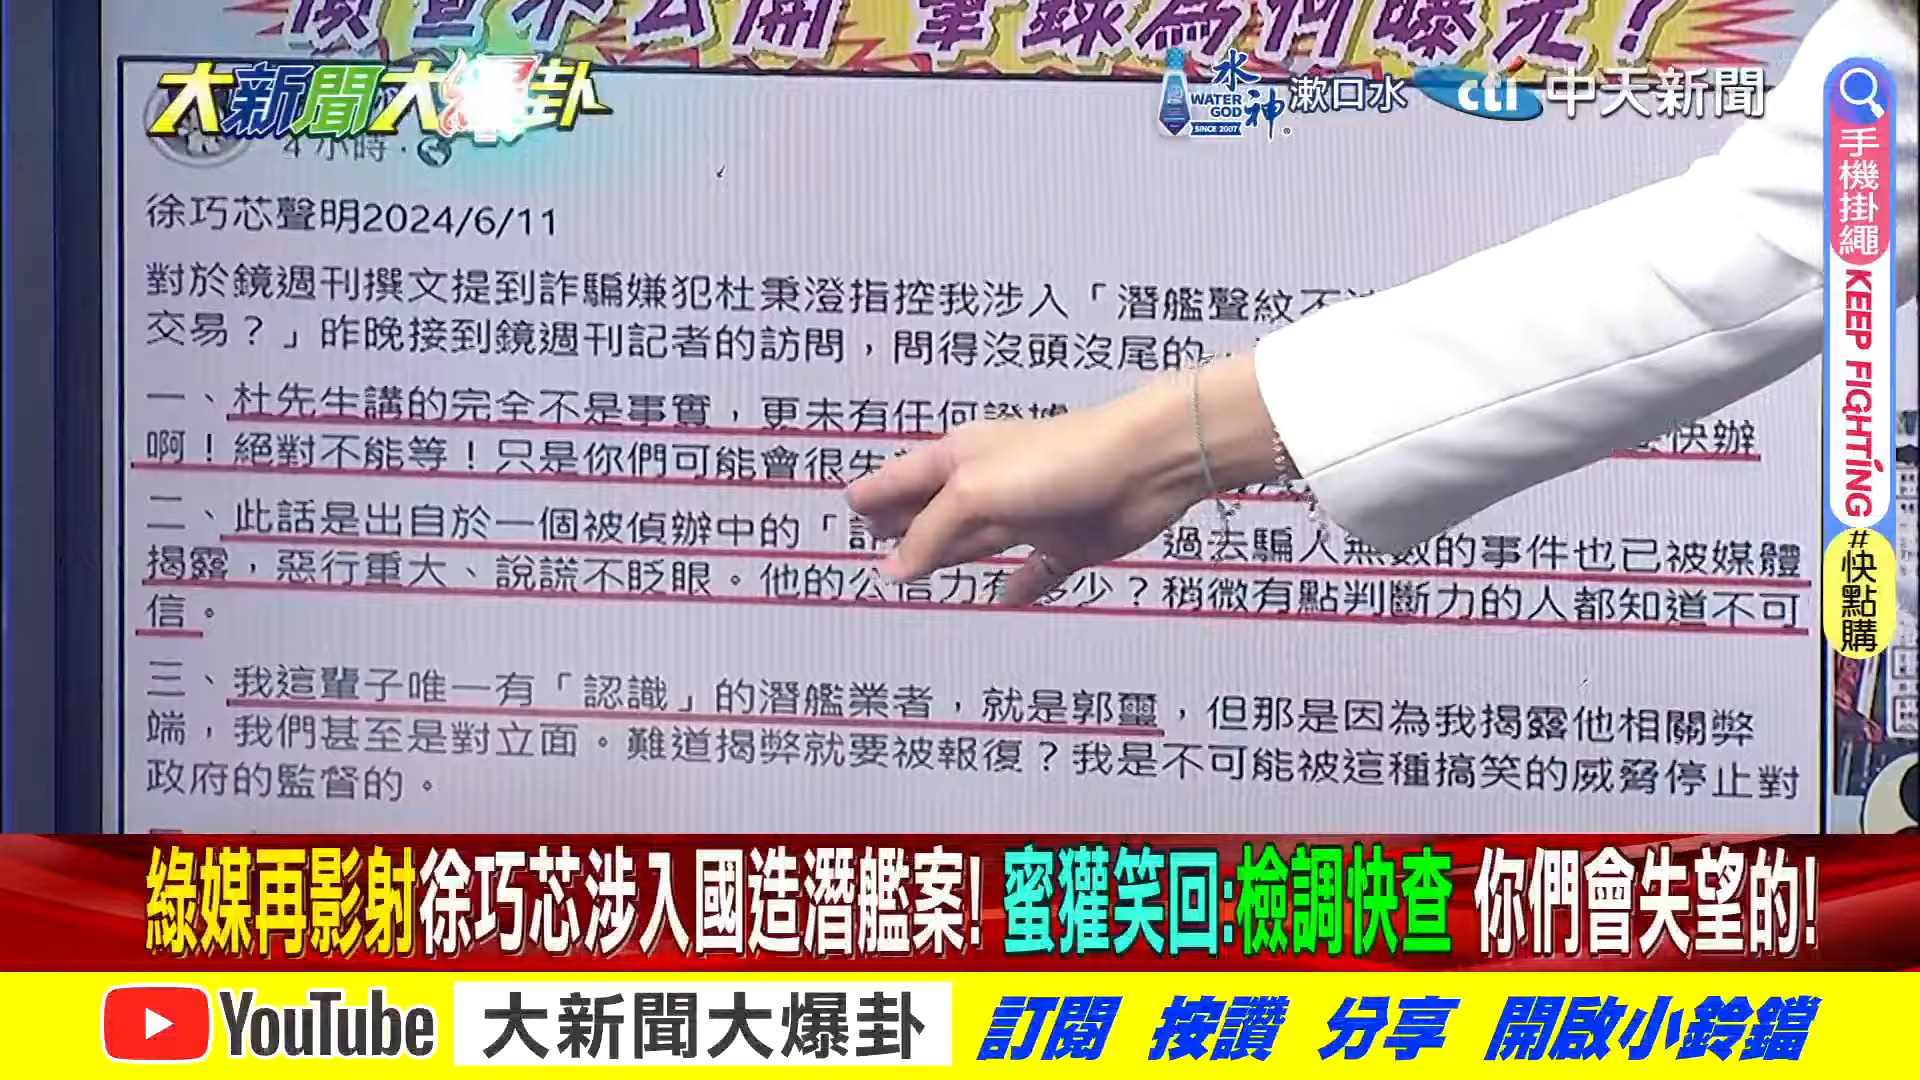 偵查不公開 筆錄為何曝光?
大新聞大爆卦
水神
WATER GOD
SINCE 2007
漱口水
cti 中天新聞
4 小時
徐巧芯聲明2024/6/11
對於鏡週刊撰文提到詐騙嫌犯杜秉澄指控我涉入「潛艦聲紋不
交易？」昨晚接到鏡週刊記者的訪問，問得沒頭沒尾的
一、杜先生講的完全不是事實，更未有任何證據 快辦
啊！絕對不能等！只是你們可能會很失
二、此話是出自於一個被偵辦中的「 過去騙人無數的事件也已被媒體
揭露，惡行重大、說謊不眨眼。他的公信力有多少？稍微有點判斷力的人都知道不可
信。
三、我這輩子唯一有「認識」的潛艦業者，就是郭璽，但那是因為我揭露他相關弊
端，我們甚至是對立面。難道揭弊就要被報復？我是不可能被這種搞笑的威脅停止對
政府的監督的。
手機掛繩
KEEP FIGHTING
#快點購
綠媒再影射徐巧芯涉入國造潛艦案! 蜜獾笑回:檢調快查 你們會失望的!
YouTube 大新聞大爆卦 訂閱 按讚 分享 開啟小鈴鐺